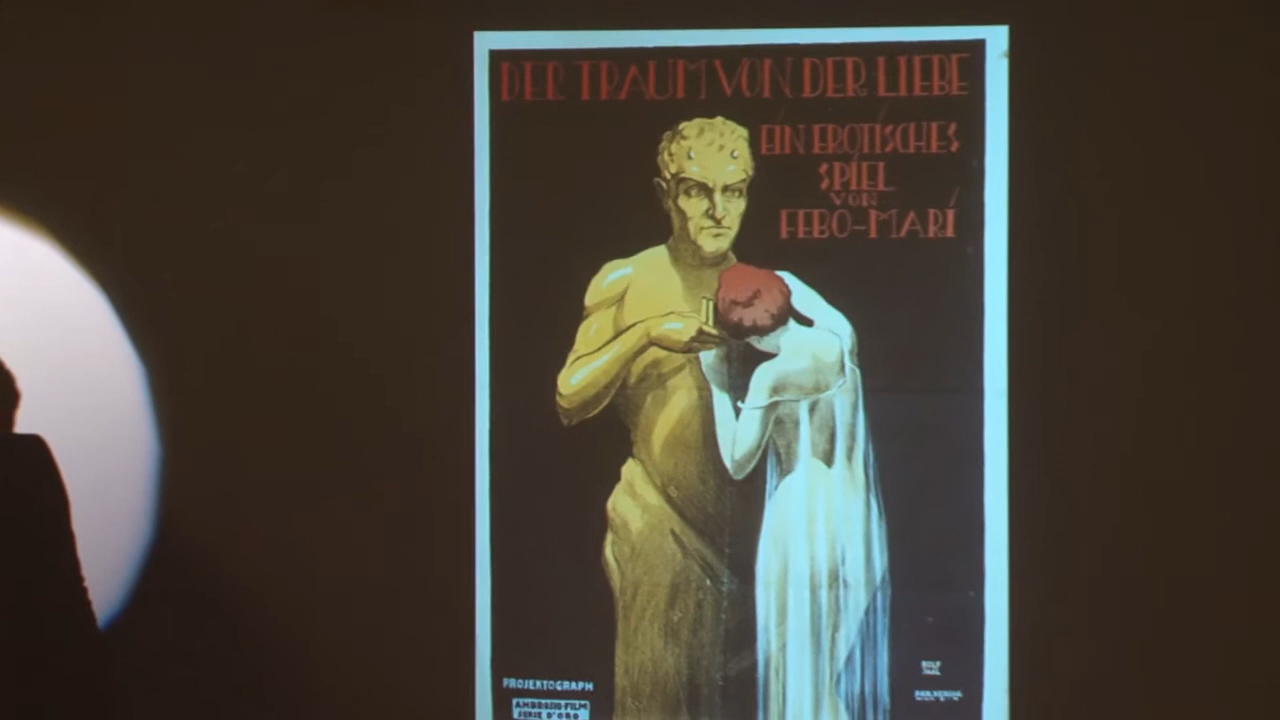 DER TRAUM VON DER LIEBE
EIN EROTISCHES
SPIEL
VON
FEBO-MARI
PROJEKTOGRAPH
AMBROSIO-FILM
SERIE D'ORO